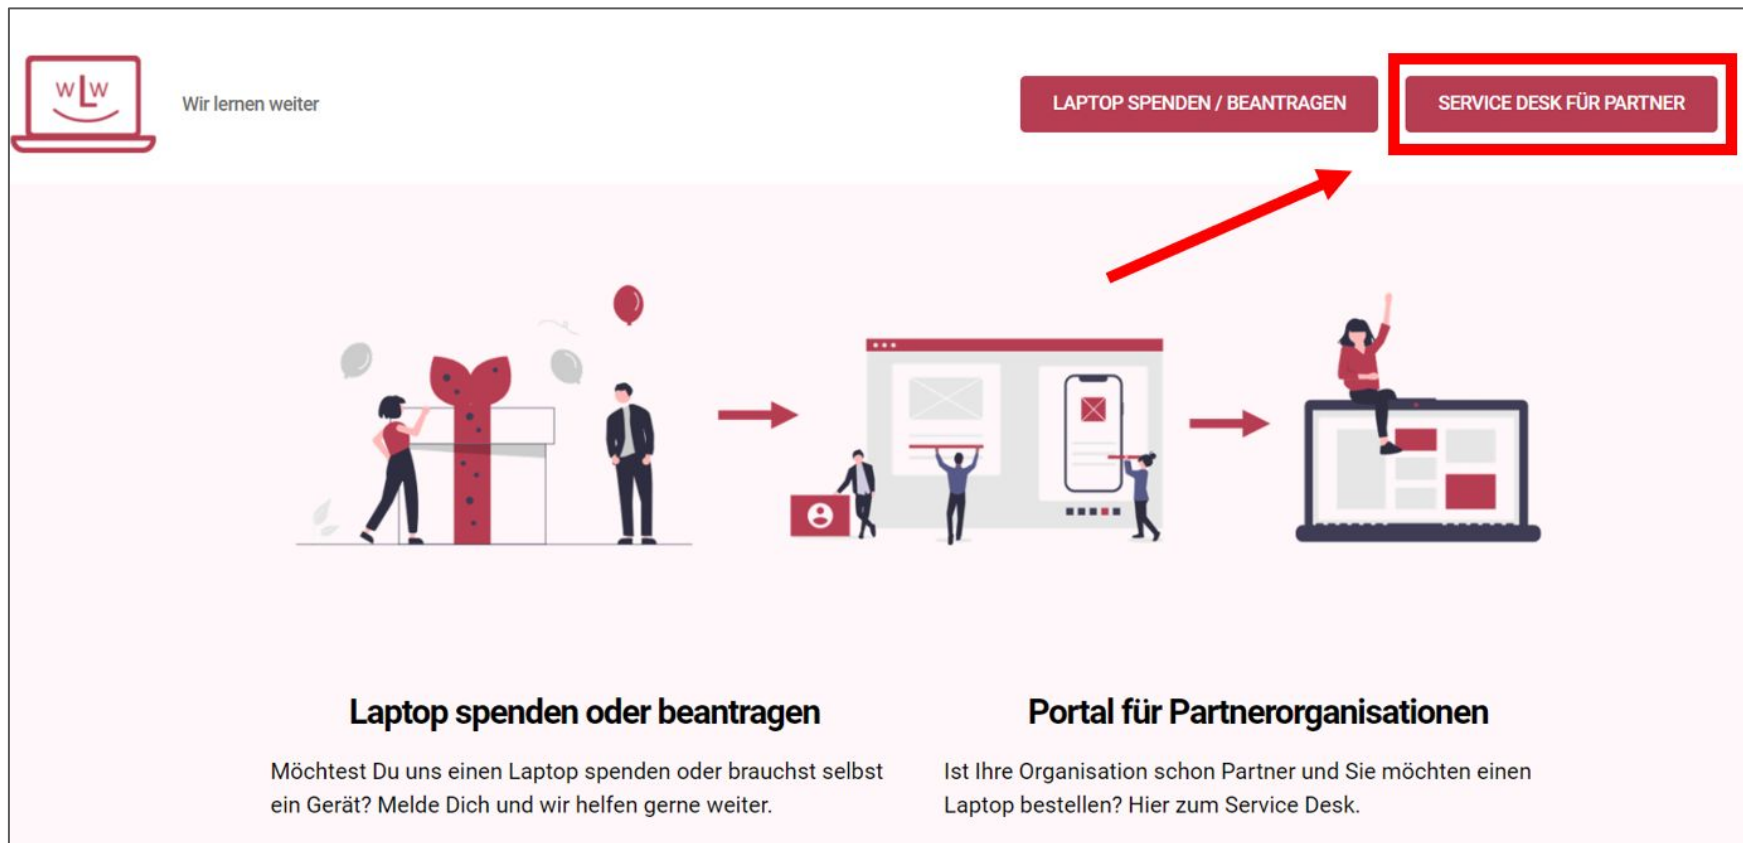 wLw
Wir lernen weiter
LAPTOP SPENDEN / BEANTRAGEN
SERVICE DESK FÜR PARTNER
Laptop spenden oder beantragen
Möchtest Du uns einen Laptop spenden oder brauchst selbst
ein Gerät? Melde Dich und wir helfen gerne weiter.
Portal für Partnerorganisationen
Ist Ihre Organisation schon Partner und Sie möchten einen
Laptop bestellen? Hier zum Service Desk.